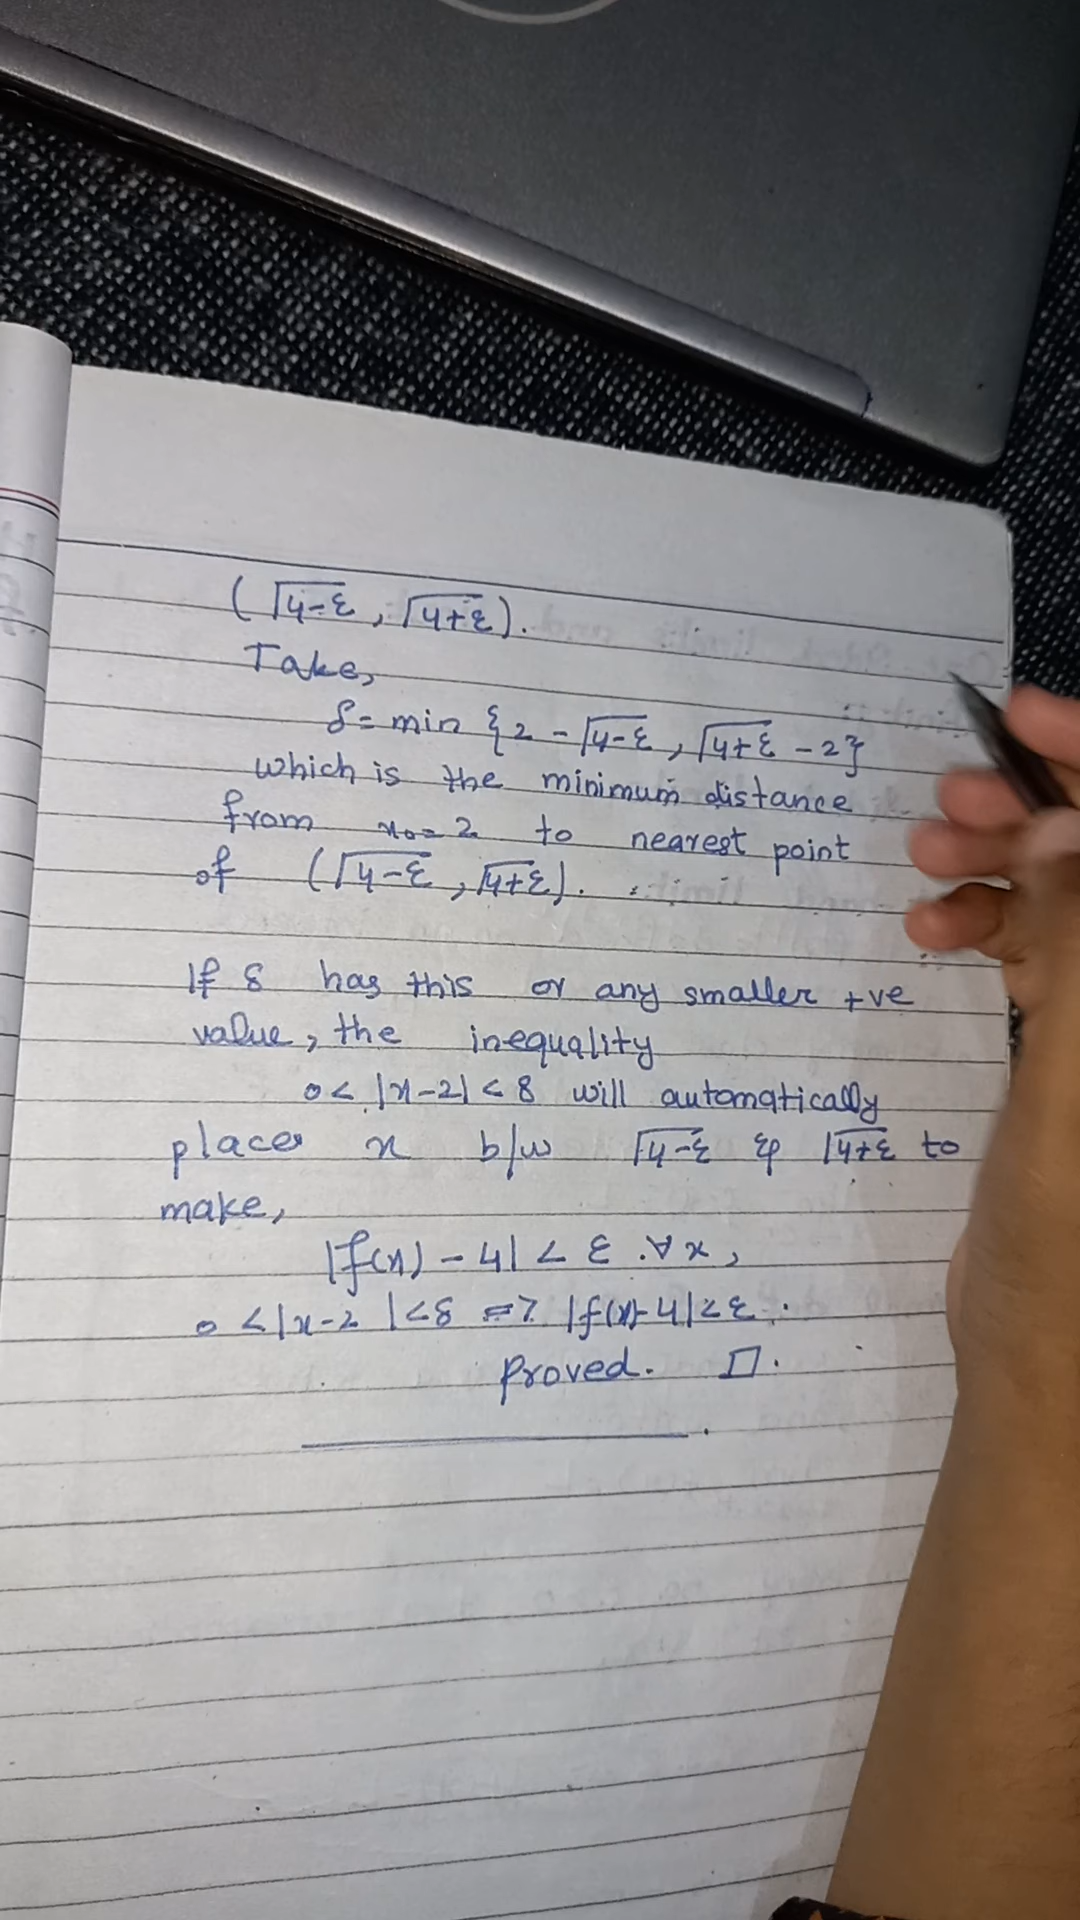 (√4-ε, √4+ε).
Take,
δ = min {2 - √4-ε, √4+ε - 2}
which is the minimum distance
from x₀ = 2 to nearest point
of (√4-ε, √4+ε).
If δ has this or any smaller +ve
value, the inequality
0 < |x-2| < δ will automatically
places x b/w √4-ε & √4+ε to
make,
|f(x) - 4| < ε ∀ x,
0 < |x-2| < δ => |f(x)-4| < ε.
Proved. □.